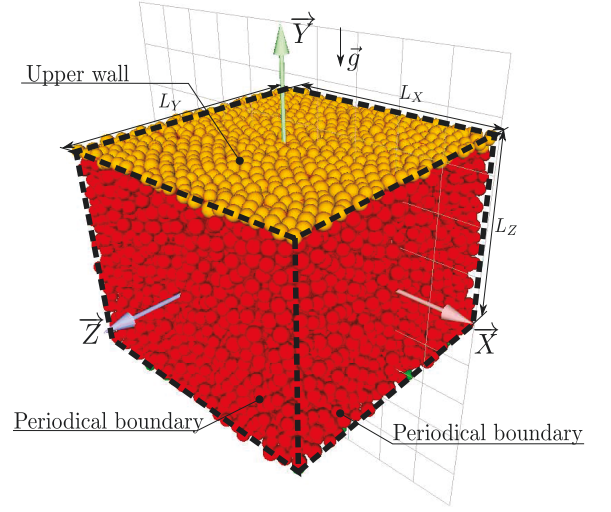 Y
g
Upper wall
L_Y
L_X
L_Z
Z
X
Periodical boundary
Periodical boundary